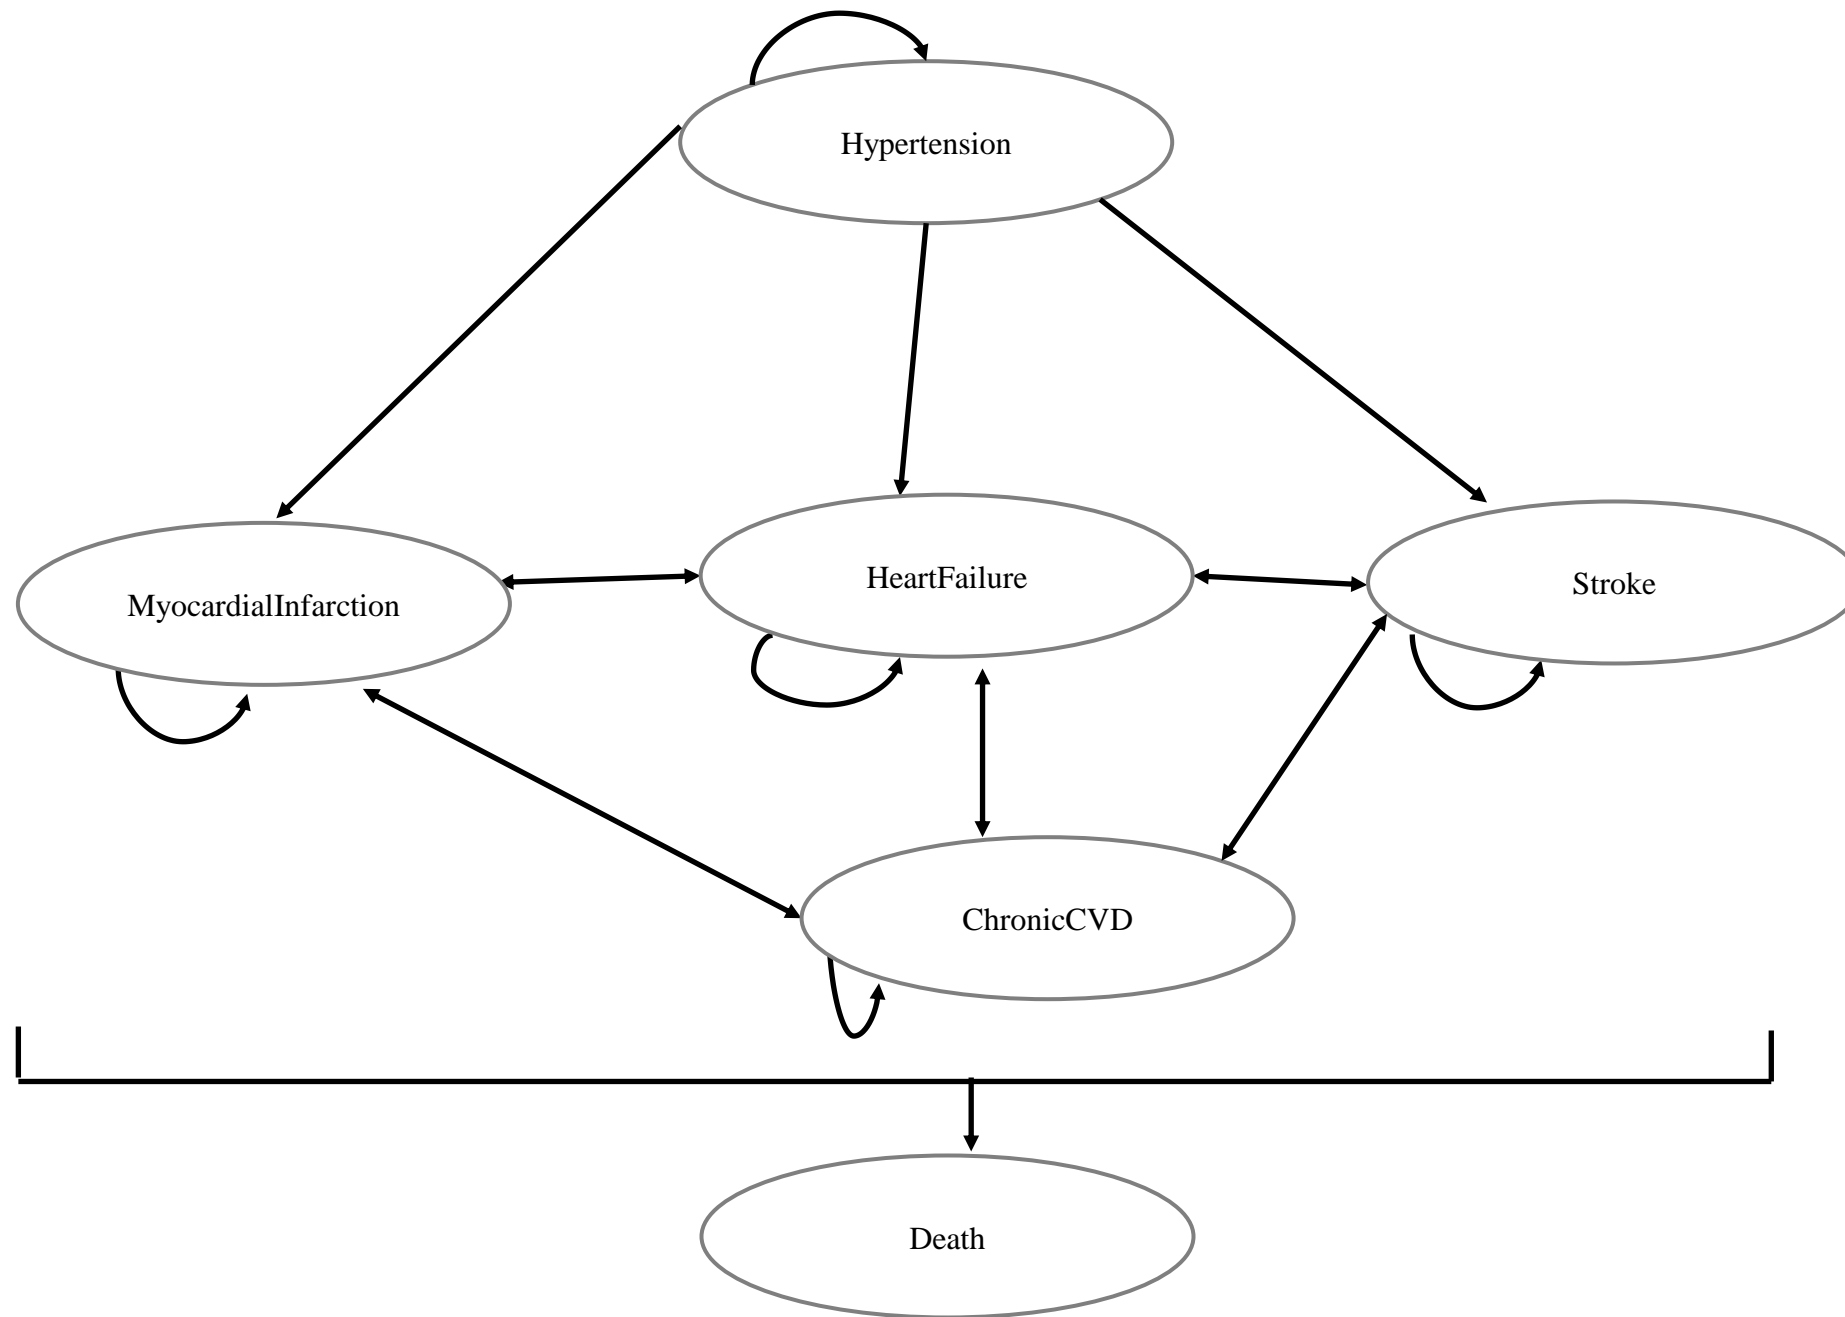 Hypertension
HeartFailure
Stroke
MyocardialInfarction
ChronicCVD
Death